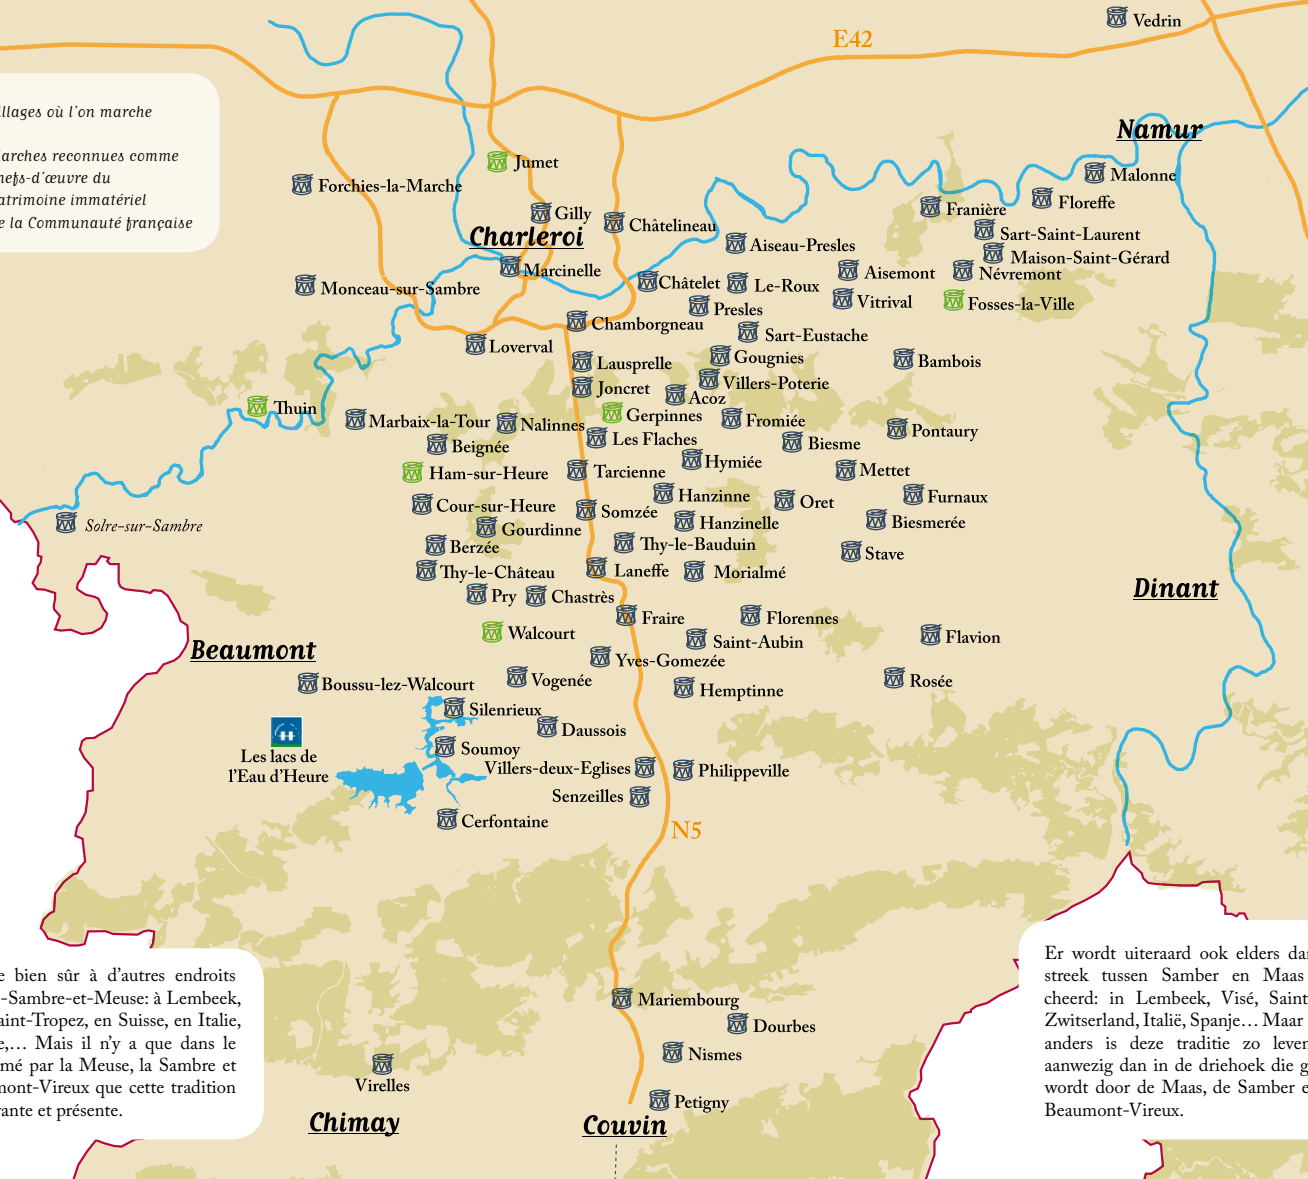 Vedrin
E42
illages où l'on marche
Namur
Jumet
arches reconnues comme
Malonne
hefs-d'œuvre du
Forchies-la-Marche
atrimoine immatériel
Floreffe
Franière
Gilly
e la Communauté française
Châtelineau
Charleroi
Sart-Saint-Laurent
Aiseau-Presles
Maison-Saint-Gérard
Marcinelle
Aisemont
Névremont
Châtelet
Le-Roux
Monceau-sur-Sambre
Vitrival
Fosses-la-Ville
Presles
Chamborgneau
Sart-Eustache
Loverval
Gougnies
Lausprelle
Bambois
Villers-Poterie
Joncret
Acoz
Thuin
Gerpinnes
Marbaix-la-Tour
Nalinnes
Fromiée
Pontaury
Les Flaches
Biesme
Beignée
Hymiée
Ham-sur-Heure
Tarcienne
Mettet
Hanzinne
Furnaux
Oret
Cour-sur-Heure
Somzée
Hanzinelle
Biesmerée
Solre-sur-Sambre
Gourdinne
Thy-le-Bauduin
Berzée
Stave
Thy-le-Château
Laneffe
Morialmé
Dinant
Pry
Chastrès
Fraire
Florennes
Walcourt
Flavion
Saint-Aubin
Beaumont
Yves-Gomezée
Vogenée
Rosée
Boussu-lez-Walcourt
Hemptinne
Silenrieux
Daussois
Soumoy
Les lacs de
l'Eau d'Heure
Villers-deux-Eglises
Philippeville
Senzeilles
Cerfontaine
N5
e bien sûr à d'autres endroits
-Sambre-et-Meuse: à Lembeek,
aint-Tropez, en Suisse, en Italie,
e,… Mais il n'y a que dans le
mé par la Meuse, la Sambre et
mont-Vireux que cette tradition
ante et présente.
Er wordt uiteraard ook elders da
streek tussen Samber en Maas
cheerd: in Lembeek, Visé, Saint
Zwitserland, Italië, Spanje… Maar
anders is deze traditie zo leven
aanwezig dan in de driehoek die g
wordt door de Maas, de Samber e
Beaumont-Vireux.
Mariembourg
Dourbes
Nismes
Virelles
Petigny
Chimay
Couvin